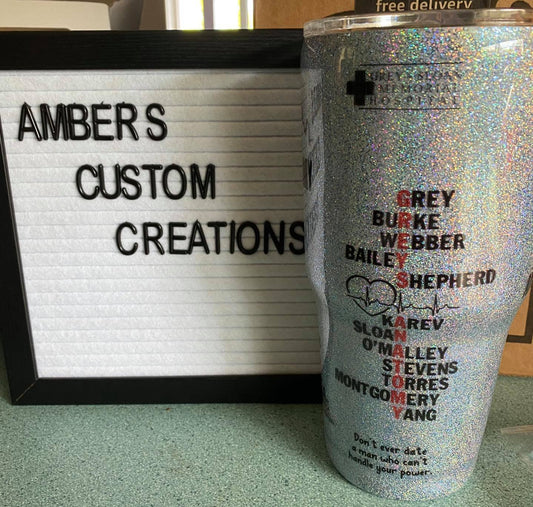 free delivery
AMBERS
CUSTOM
CREATIONS
GREY + SLOAN
MEMORIAL
HOSPITAL
GREY
BURKE
WEBBER
BAILEY
SHEPHERD
KAREV
SLOAN
O'MALLEY
STEVENS
TORRES
MONTGOMERY
YANG
Don't ever date
a man who can't
handle your power.